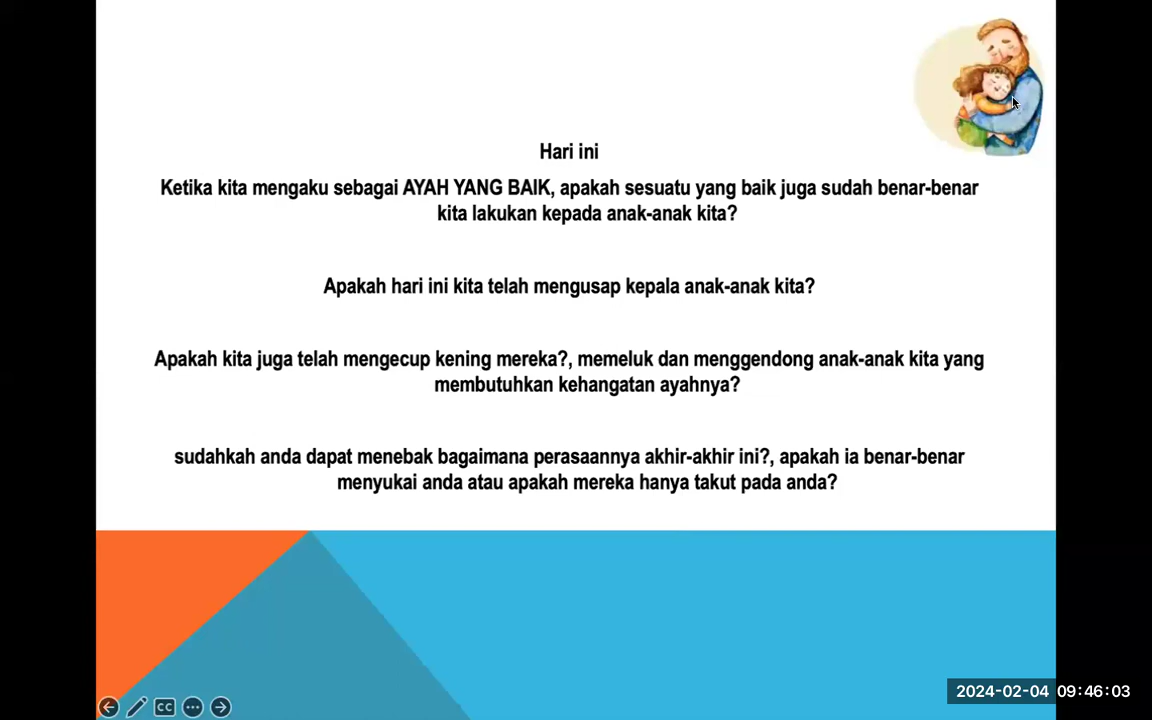 Hari ini
Ketika kita mengaku sebagai AYAH YANG BAIK, apakah sesuatu yang baik juga sudah benar-benar
kita lakukan kepada anak-anak kita?
Apakah hari ini kita telah mengusap kepala anak-anak kita?
Apakah kita juga telah mengecup kening mereka?, memeluk dan menggendong anak-anak kita yang
membutuhkan kehangatan ayahnya?
sudahkah anda dapat menebak bagaimana perasaannya akhir-akhir ini?, apakah ia benar-benar
menyukai anda atau apakah mereka hanya takut pada anda?
CC
2024-02-04 09:46:03